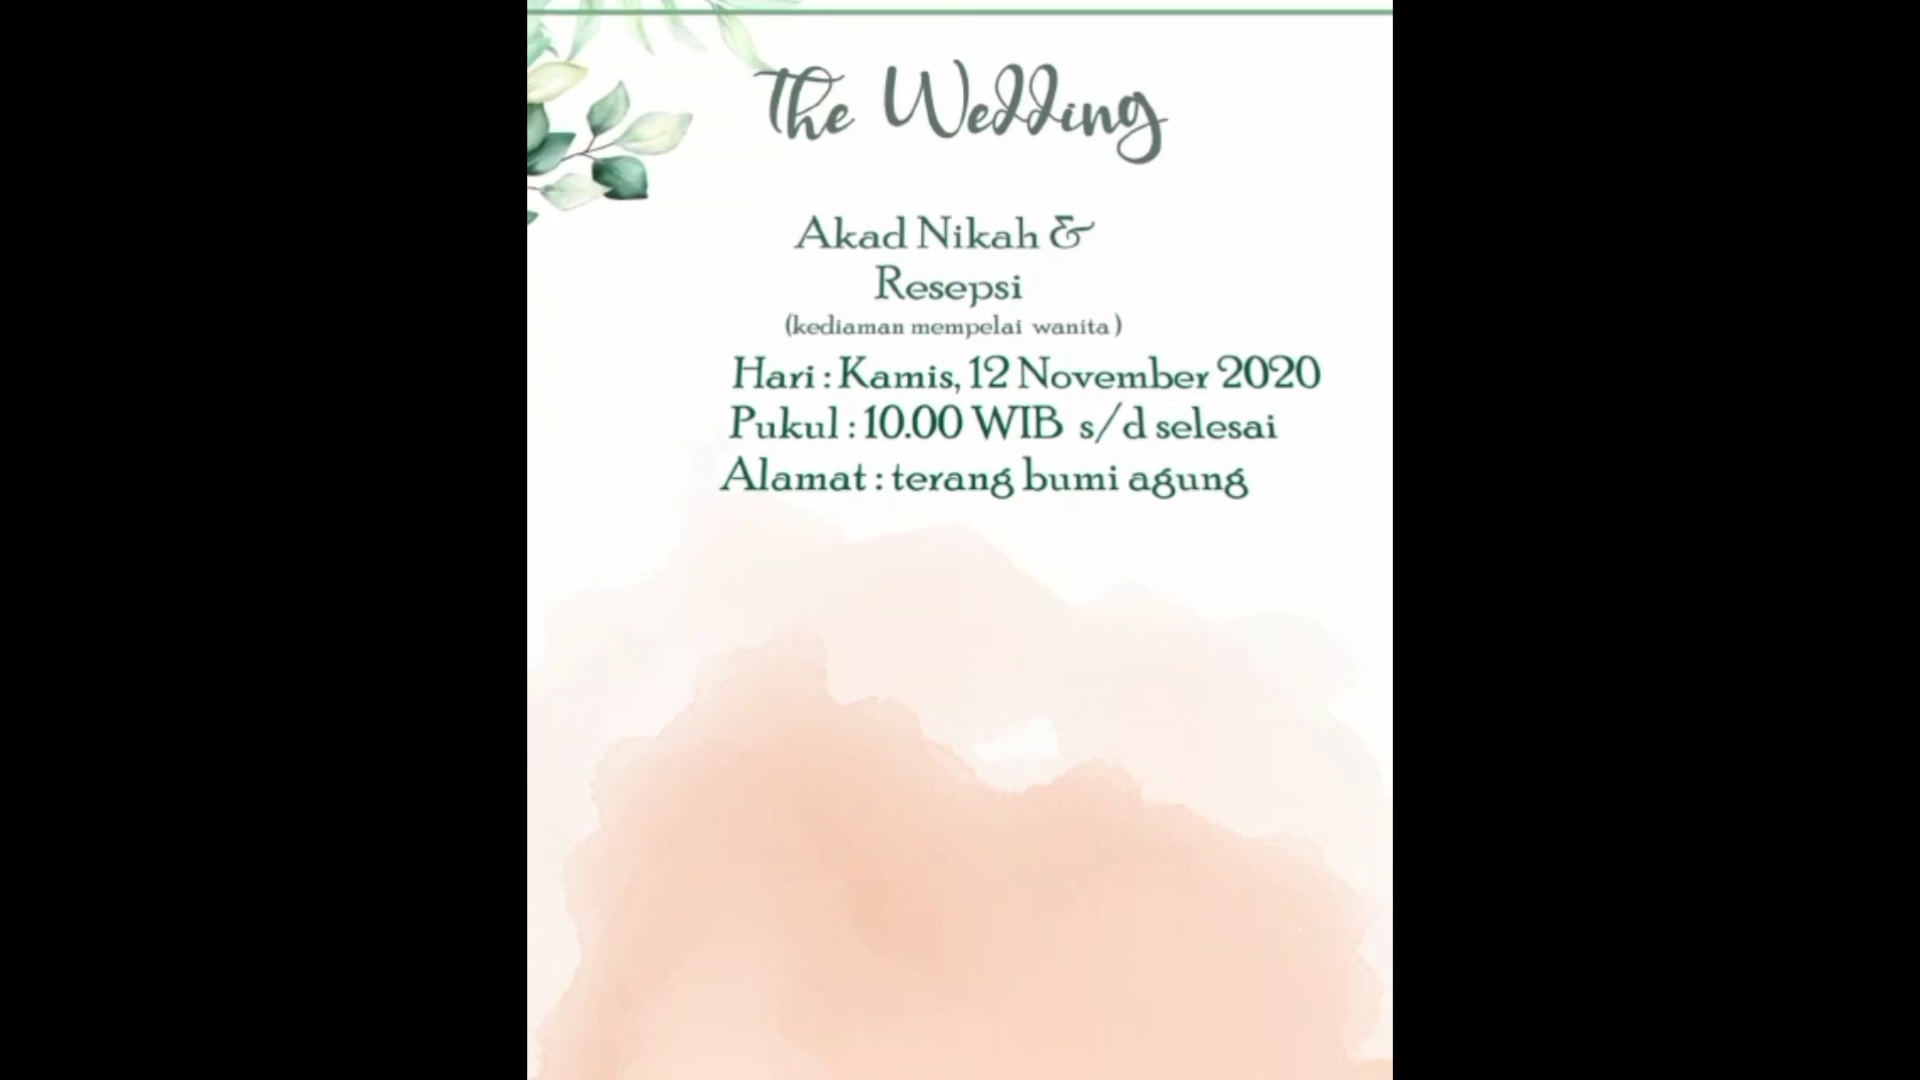 The Wedding
Akad Nikah &
Resepsi
(kediaman mempelai wanita)
Hari : Kamis, 12 November 2020
Pukul : 10.00 WIB s/d selesai
Alamat : terang bumi agung